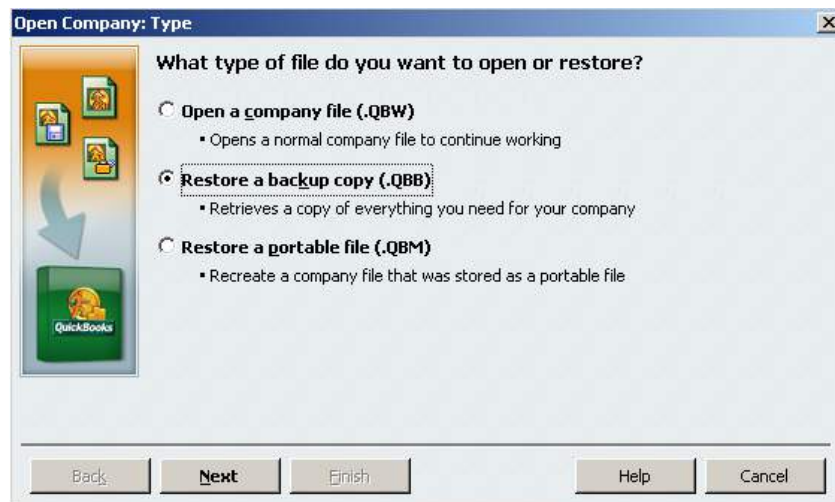 Open Company: Type
What type of file do you want to open or restore?
Open a company file (.QBW)
▪ Opens a normal company file to continue working
Restore a backup copy (.QBB)
▪ Retrieves a copy of everything you need for your company
Restore a portable file (.QBM)
▪ Recreate a company file that was stored as a portable file
QuickBooks
Back
Next
Finish
Help
Cancel